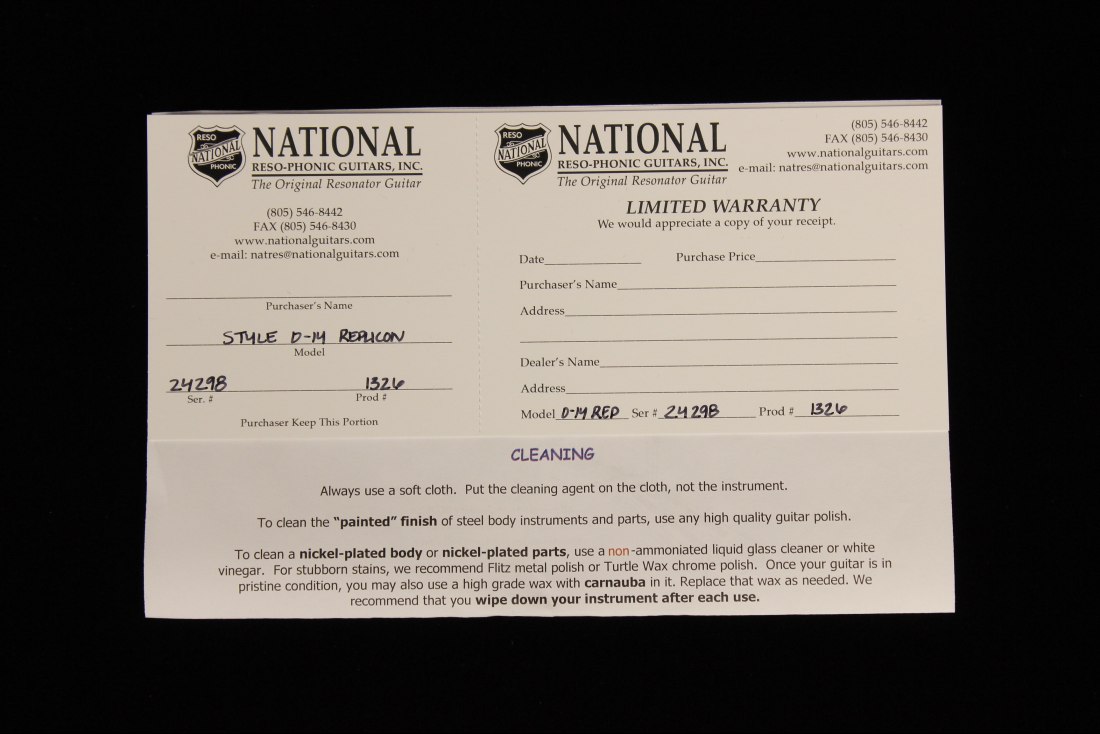 RESO
NATIONAL
PHONIC
NATIONAL
RESO-PHONIC GUITARS, INC.
The Original Resonator Guitar
(805) 546-8442
FAX (805) 546-8430
www.nationalguitars.com
e-mail: natres@nationalguitars.com
Purchaser's Name
STYLE D-14 REPLICON
Model
24298 1326
Ser. # Prod #
Purchaser Keep This Portion
RESO
NATIONAL
PHONIC
NATIONAL
RESO-PHONIC GUITARS, INC.
The Original Resonator Guitar
(805) 546-8442
FAX (805) 546-8430
www.nationalguitars.com
e-mail: natres@nationalguitars.com
LIMITED WARRANTY
We would appreciate a copy of your receipt.
Date Purchase Price
Purchaser's Name
Address
Dealer's Name
Address
Model D-14 REP Ser # 24298 Prod # 1326
CLEANING
Always use a soft cloth. Put the cleaning agent on the cloth, not the instrument.
To clean the "painted" finish of steel body instruments and parts, use any high quality guitar polish.
To clean a nickel-plated body or nickel-plated parts, use a non-ammoniated liquid glass cleaner or white
vinegar. For stubborn stains, we recommend Flitz metal polish or Turtle Wax chrome polish. Once your guitar is in
pristine condition, you may also use a high grade wax with carnauba in it. Replace that wax as needed. We
recommend that you wipe down your instrument after each use.